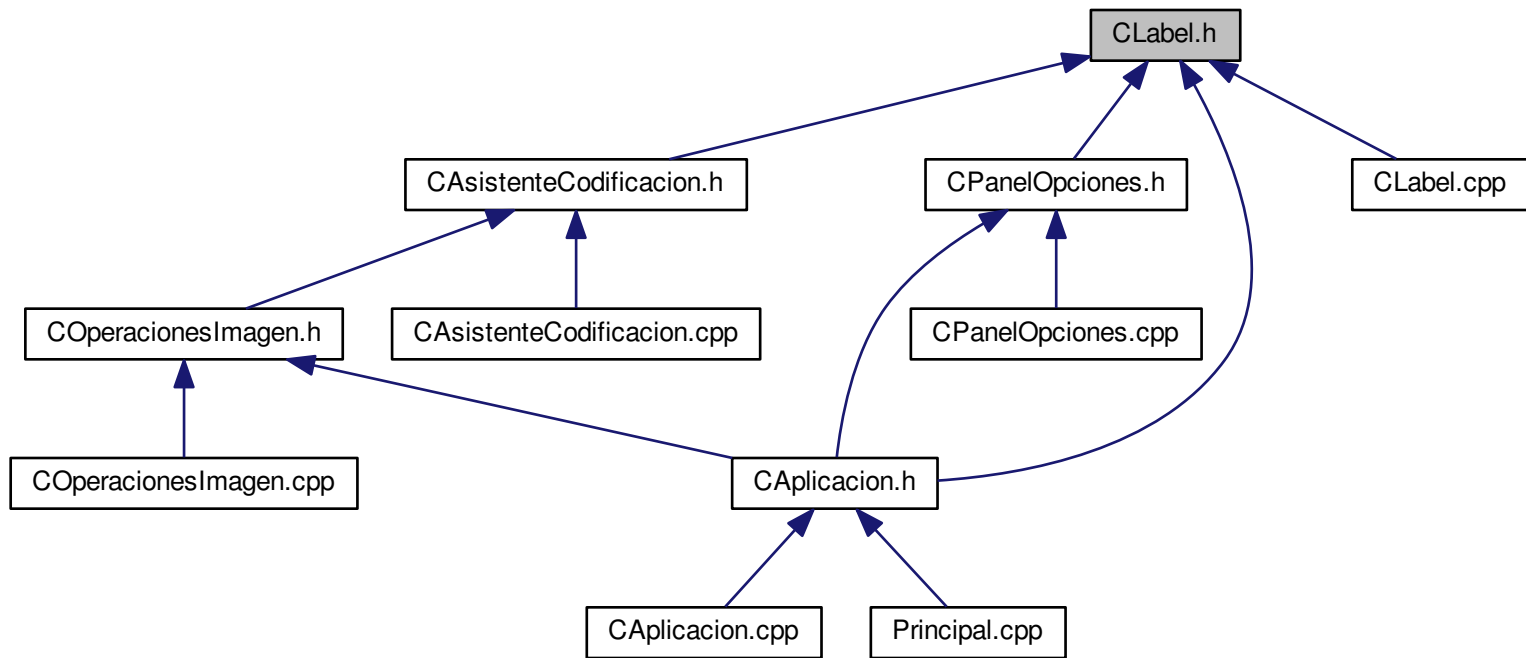 CLabel.h
CAsistenteCodificacion.h
CPanelOpciones.h
CLabel.cpp
COperacionesImagen.h
CAsistenteCodificacion.cpp
CPanelOpciones.cpp
COperacionesImagen.cpp
CAplicacion.h
CAplicacion.cpp
Principal.cpp